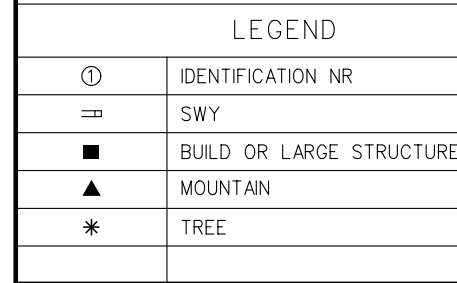 LEGEND
① IDENTIFICATION NR
SWY
BUILD OR LARGE STRUCTURE
MOUNTAIN
TREE